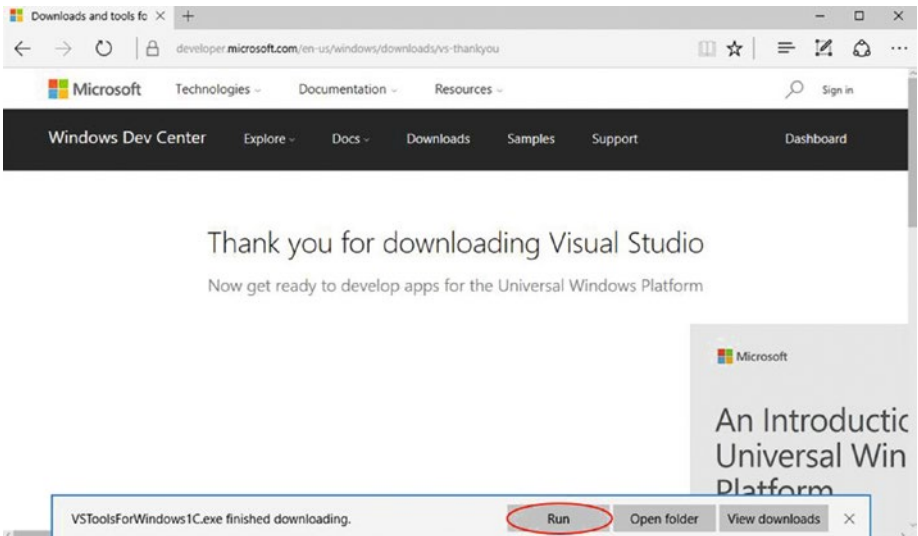 Downloads and tools fo
developer.microsoft.com/en-us/windows/downloads/vs-thankyou
Microsoft Technologies Documentation Resources Sign in
Windows Dev Center Explore Docs Downloads Samples Support Dashboard
Thank you for downloading Visual Studio
Now get ready to develop apps for the Universal Windows Platform
Microsoft
An Introductic
Universal Win
Platform
VSToolsForWindows1C.exe finished downloading. Run Open folder View downloads